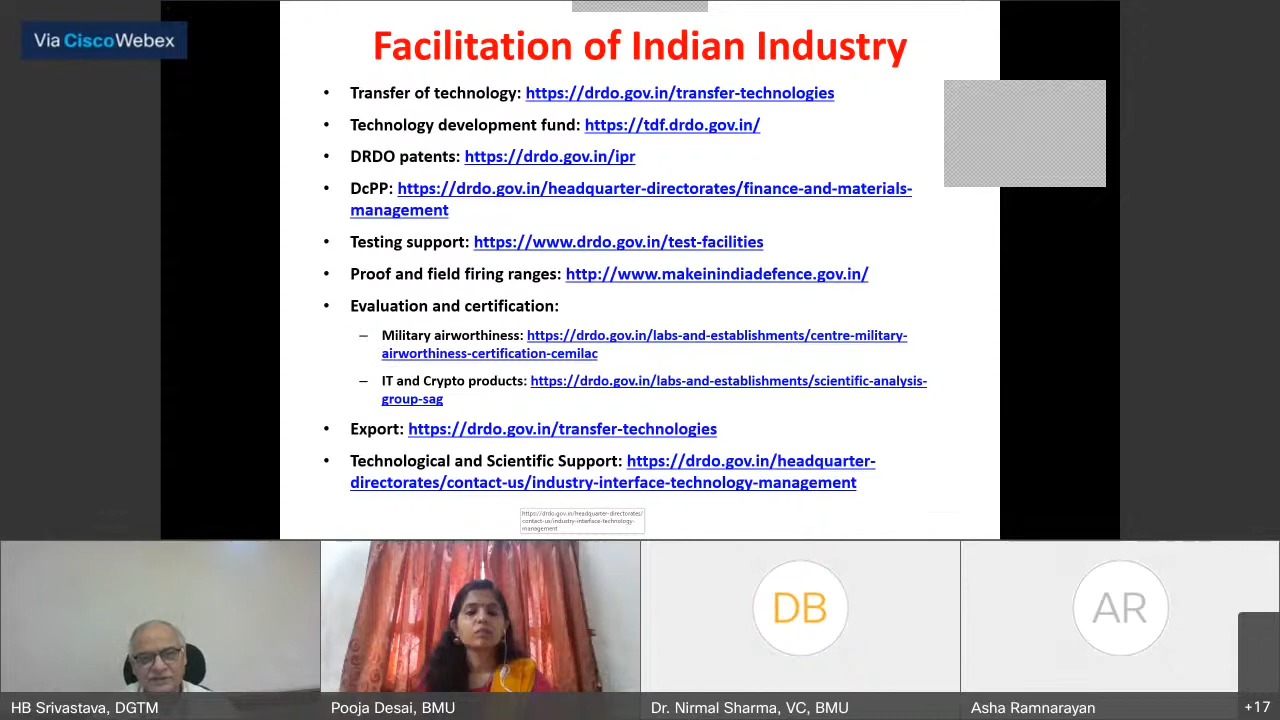 Via CiscoWebex
Facilitation of Indian Industry
• Transfer of technology: https://drdo.gov.in/transfer-technologies
• Technology development fund: https://tdf.drdo.gov.in/
• DRDO patents: https://drdo.gov.in/ipr
• DcPP: https://drdo.gov.in/headquarter-directorates/finance-and-materials-
management
• Testing support: https://www.drdo.gov.in/test-facilities
• Proof and field firing ranges: http://www.makeinindiadefence.gov.in/
• Evaluation and certification:
– Military airworthiness: https://drdo.gov.in/labs-and-establishments/centre-military-
airworthiness-certification-cemilac
– IT and Crypto products: https://drdo.gov.in/labs-and-establishments/scientific-analysis-
group-sag
• Export: https://drdo.gov.in/transfer-technologies
• Technological and Scientific Support: https://drdo.gov.in/headquarter-
directorates/contact-us/industry-interface-technology-management
https://drdo.gov.in/headquarter-directorates/
contact-us/industry-interface-technology-
management
HB Srivastava, DGTM
Pooja Desai, BMU
DB
Dr. Nirmal Sharma, VC, BMU
AR
Asha Ramnarayan
+17